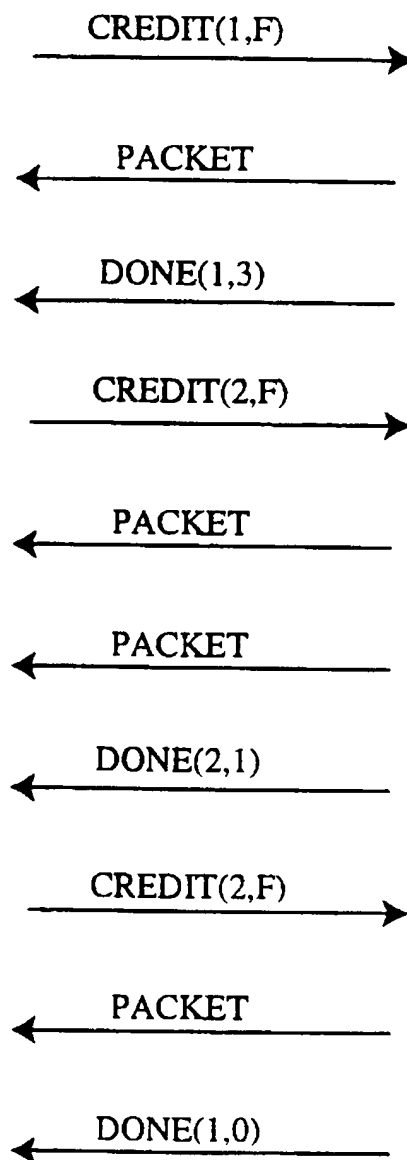 CREDIT(1,F)
PACKET
DONE(1,3)
CREDIT(2,F)
PACKET
PACKET
DONE(2,1)
CREDIT(2,F)
PACKET
DONE(1,0)